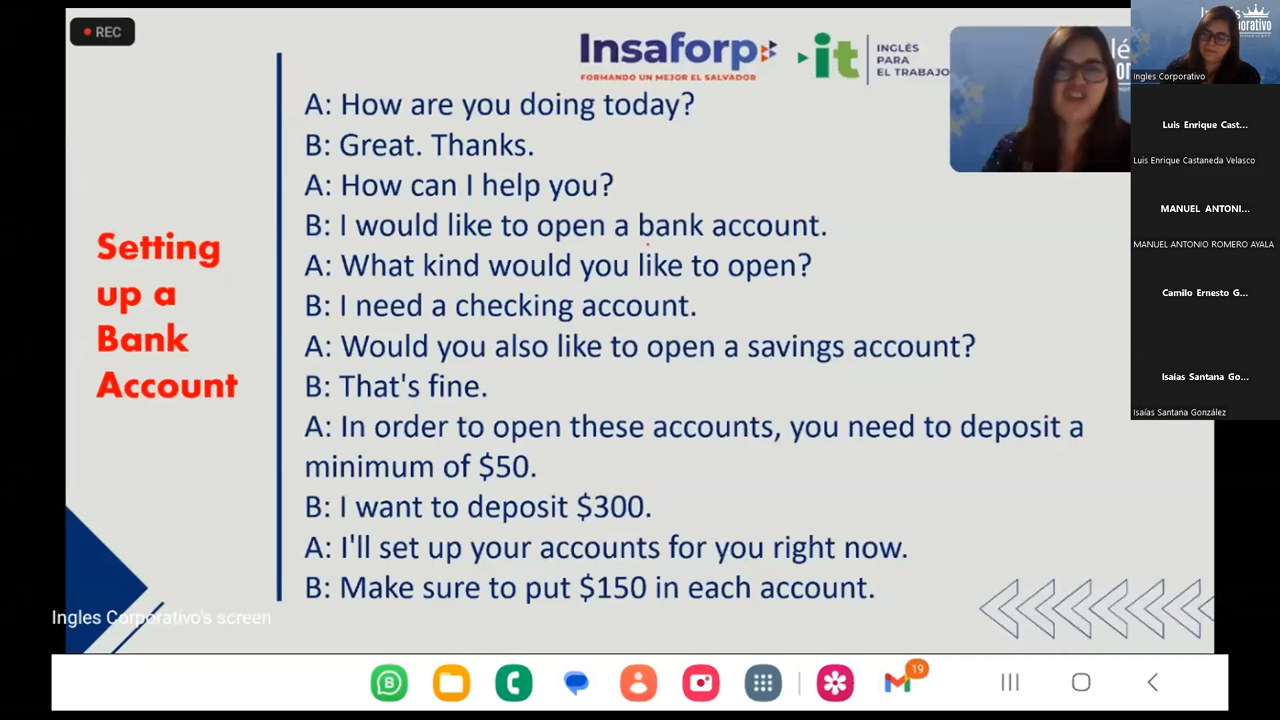 REC
Insaforp
FORMANDO UN MEJOR EL SALVADOR
it
INGLÉS
PARA
EL TRABAJO
A: How are you doing today?
B: Great. Thanks.
A: How can I help you?
B: I would like to open a bank account.
A: What kind would you like to open?
B: I need a checking account.
A: Would you also like to open a savings account?
B: That's fine.
A: In order to open these accounts, you need to deposit a
minimum of $50.
B: I want to deposit $300.
A: I'll set up your accounts for you right now.
B: Make sure to put $150 in each account.
Setting
up a
Bank
Account
Ingles Corporativo's screen
Ingles Corporativo
Luis Enrique Cast...
Luis Enrique Castaneda Velasco
MANUEL ANTONI...
MANUEL ANTONIO ROMERO AYALA
Camilo Ernesto G...
Isaías Santana Go...
Isaías Santana González
B
19